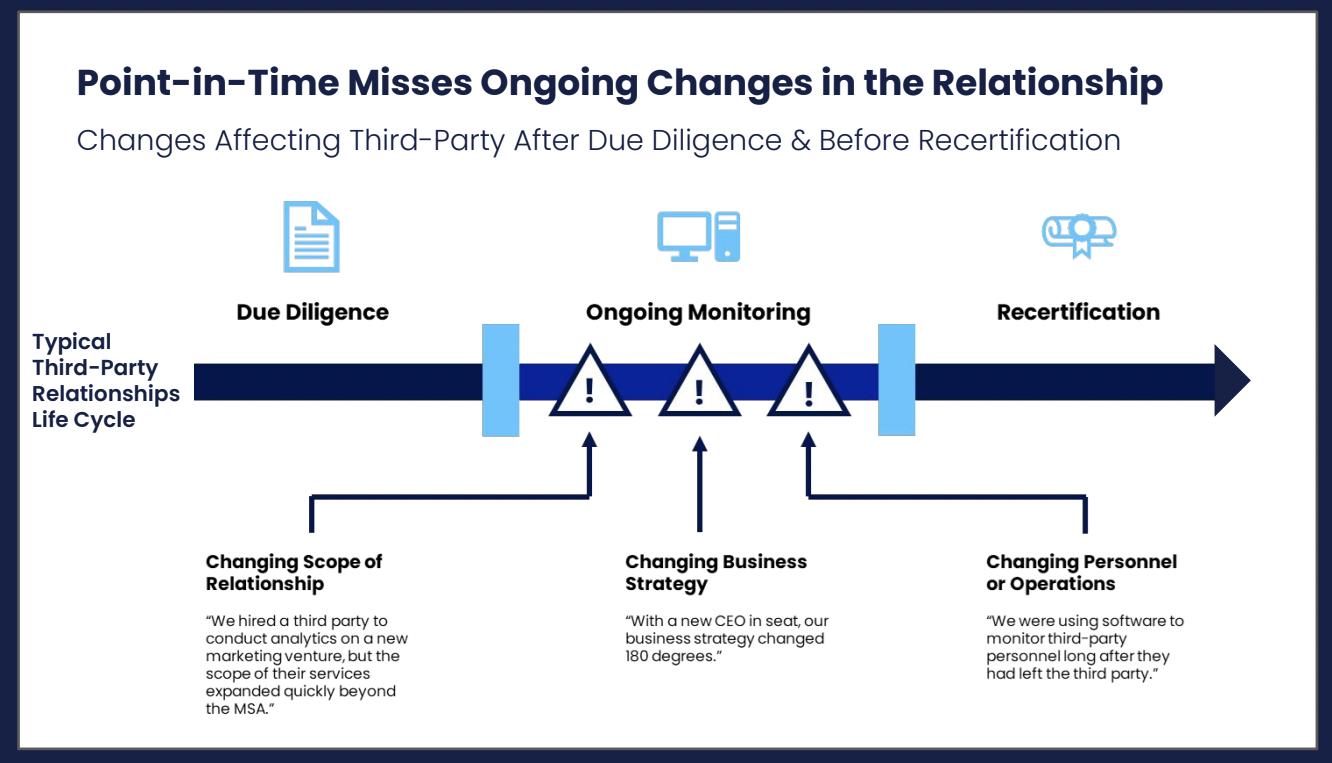 Point-in-Time Misses Ongoing Changes in the Relationship
Changes Affecting Third-Party After Due Diligence & Before Recertification
Due Diligence
Ongoing Monitoring
Recertification
Typical
Third-Party
Relationships
Life Cycle
!
!
!
Changing Scope of
Relationship
“We hired a third party to
conduct analytics on a new
marketing venture, but the
scope of their services
expanded quickly beyond
the MSA.”
Changing Business
Strategy
“With a new CEO in seat, our
business strategy changed
180 degrees.”
Changing Personnel
or Operations
“We were using software to
monitor third-party
personnel long after they
had left the third party.”